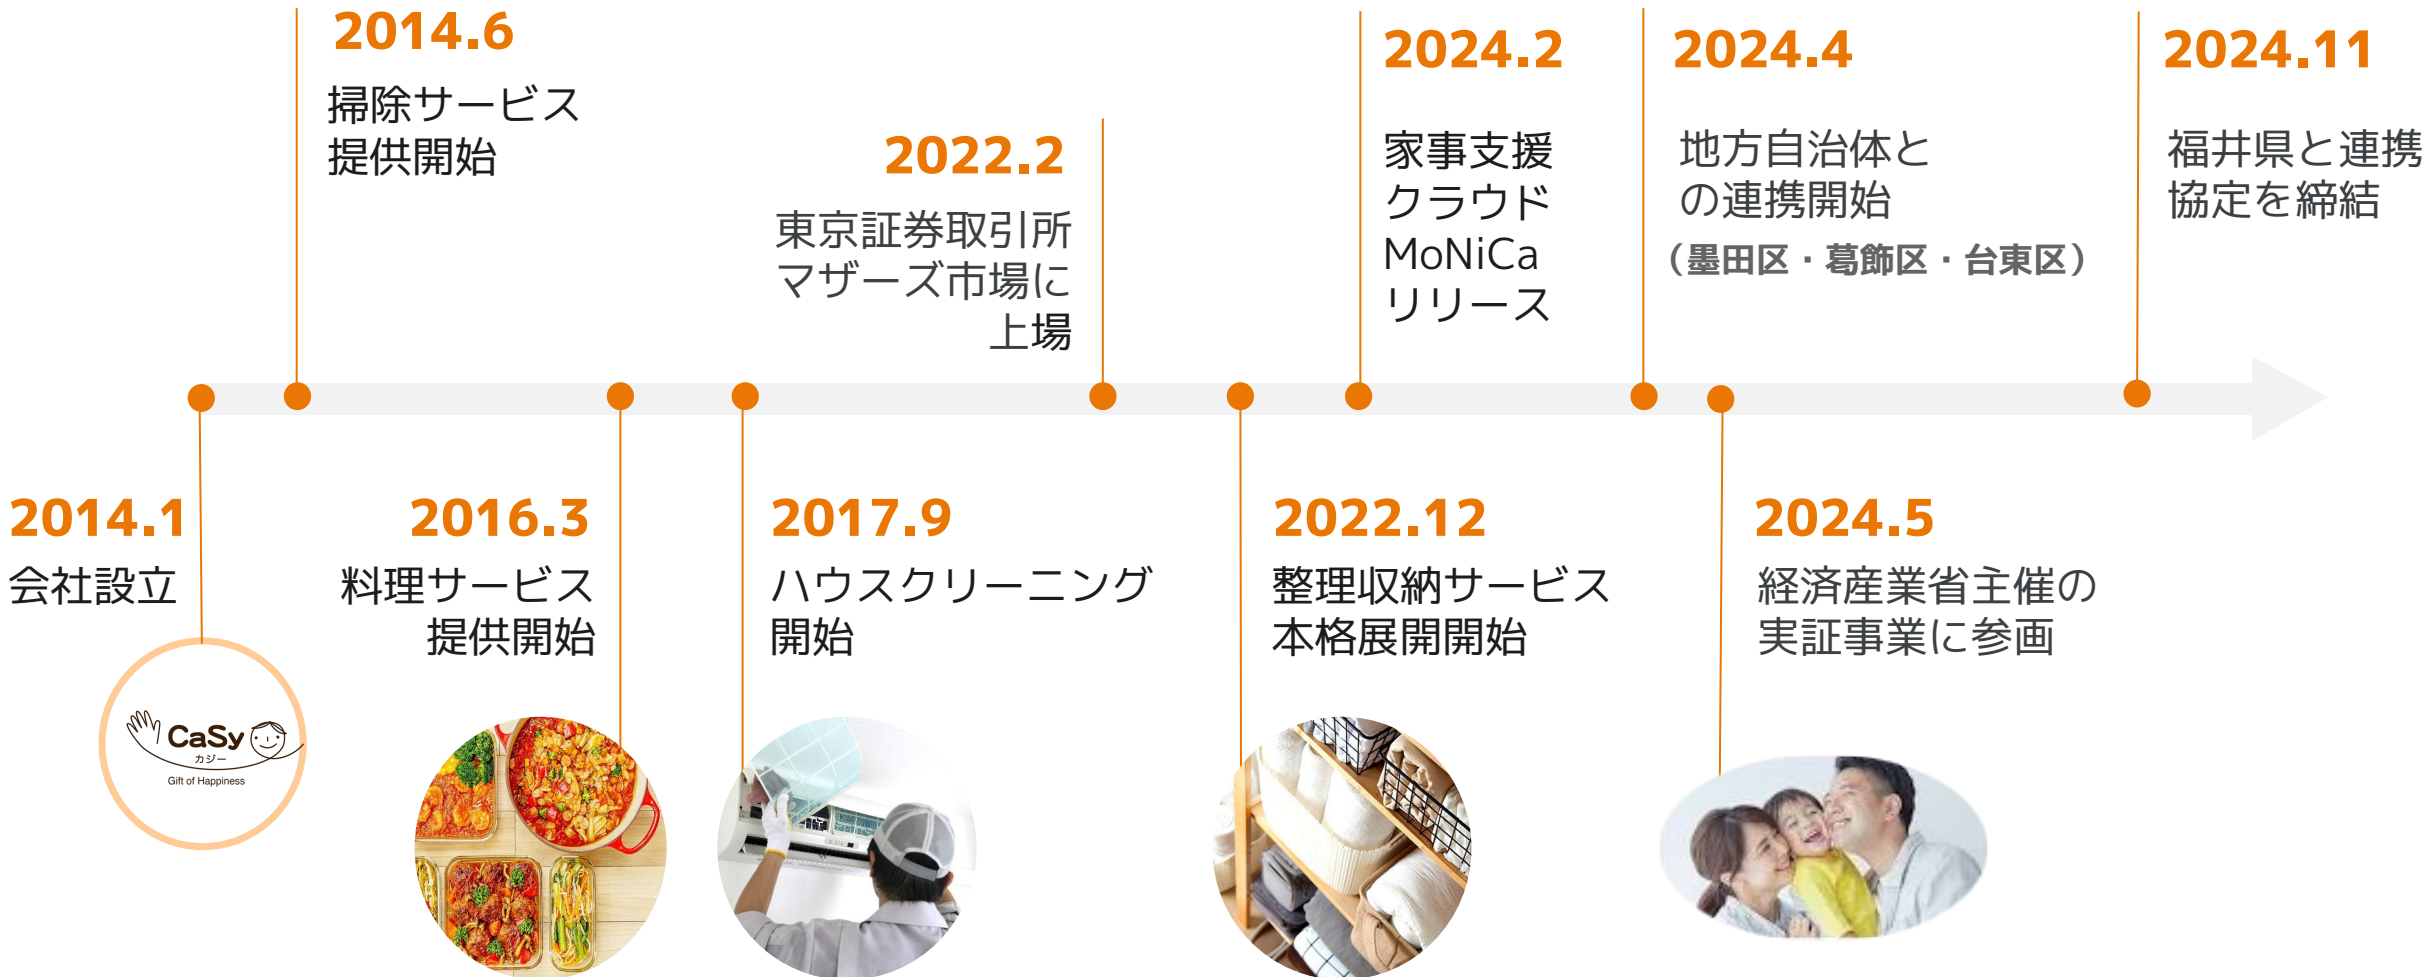 2014.6
掃除サービス
提供開始
2022.2
東京証券取引所
マザーズ市場に
上場
2024.2
家事支援
クラウド
MoNiCa
リリース
2024.4
地方自治体と
の連携開始
（墨田区・葛飾区・台東区）
2024.11
福井県と連携
協定を締結
2014.1
会社設立
CaSy
カジー
Gift of Happiness
2016.3
料理サービス
提供開始
2017.9
ハウスクリーニング
開始
2022.12
整理収納サービス
本格展開開始
2024.5
経済産業省主催の
実証事業に参画